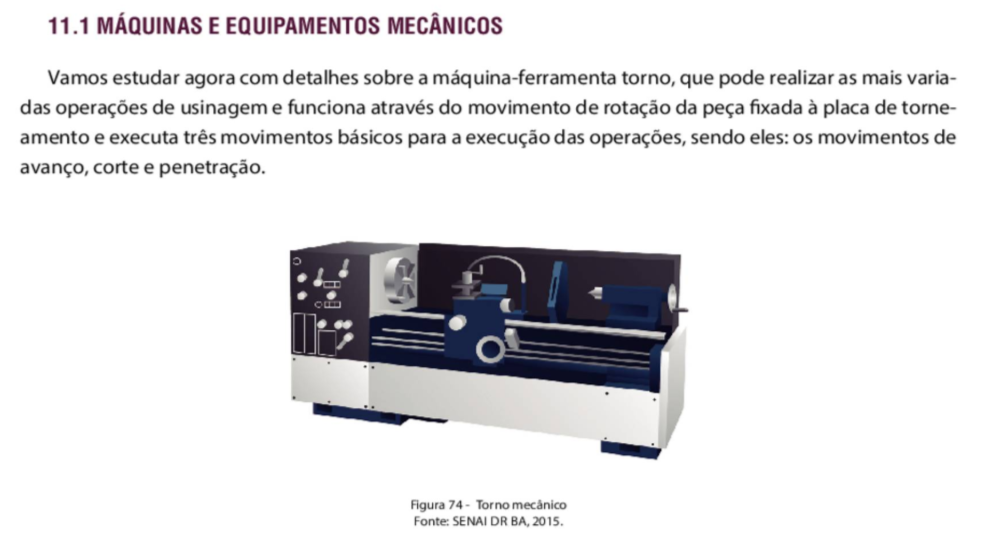 11.1 MÁQUINAS E EQUIPAMENTOS MECÂNICOS
Vamos estudar agora com detalhes sobre a máquina-ferramenta torno, que pode realizar as mais varia-
das operações de usinagem e funciona através do movimento de rotação da peça fixada à placa de torne-
amento e executa três movimentos básicos para a execução das operações, sendo eles: os movimentos de
avanço, corte e penetração.
Figura 74 - Torno mecânico
Fonte: SENAI DR BA, 2015.